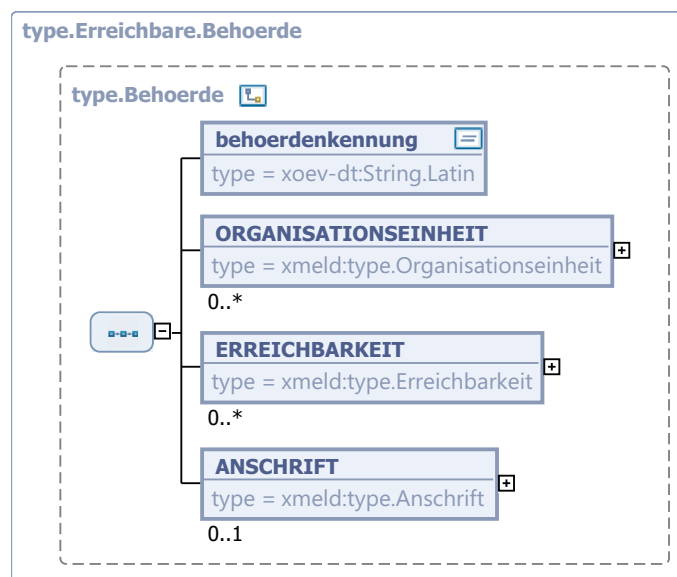 type.Erreichbare.Behoerde
type.Behoerde
behoerdenkennung
type = xoev-dt:String.Latin
ORGANISATIONSEINHEIT
type = xmeld:type.Organisationseinheit
0..*
ERREICHBARKEIT
type = xmeld:type.Erreichbarkeit
0..*
ANSCHRIFT
type = xmeld:type.Anschrift
0..1